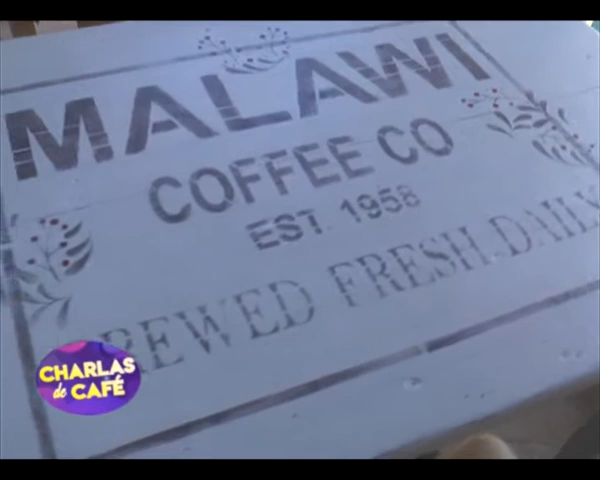 MALAWI
COFFEE CO
EST. 1958
BREWED FRESH DAILY
CHARLAS
de CAFÉ